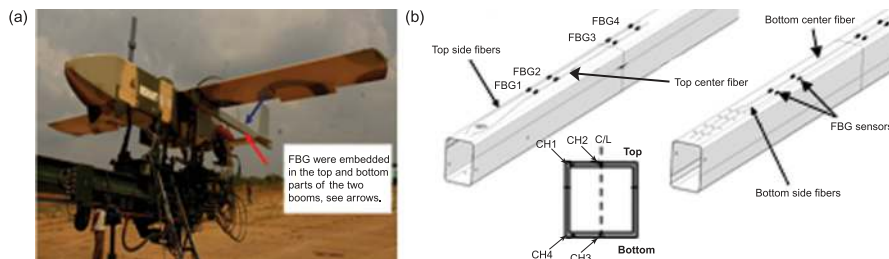 (a)
FBG were embedded
in the top and bottom
parts of the two
booms, see arrows.
(b)
FBG4
FBG3
FBG2
FBG1
Top side fibers
Top center fiber
Bottom center fiber
FBG sensors
Bottom side fibers
C/L
CH1
CH2
Top
CH4
CH3
Bottom